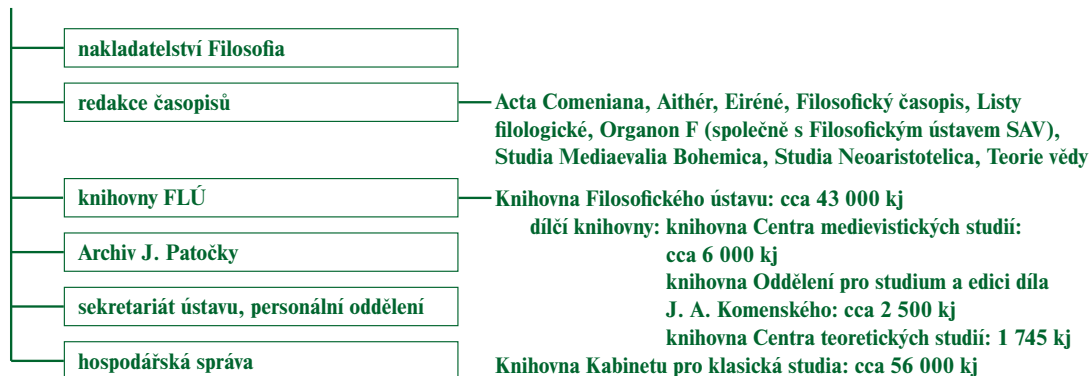 nakladatelství Filosofia
redakce časopisů
Acta Comeniana, Aithér, Eiréné, Filosofický časopis, Listy
filologické, Organon F (společně s Filosofickým ústavem SAV),
Studia Mediaevalia Bohemica, Studia Neoaristotelica, Teorie vědy
knihovny FLÚ
Knihovna Filosofického ústavu: cca 43 000 kj
dílčí knihovny: knihovna Centra medievistických studií:
cca 6 000 kj
knihovna Oddělení pro studium a edici díla
J. A. Komenského: cca 2 500 kj
knihovna Centra teoretických studií: 1 745 kj
Knihovna Kabinetu pro klasická studia: cca 56 000 kj
Archiv J. Patočky
sekretariát ústavu, personální oddělení
hospodářská správa